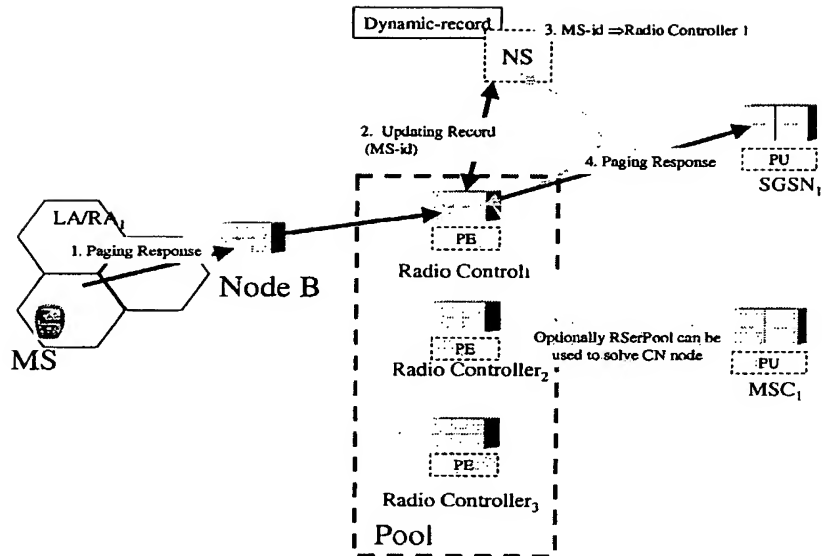 Dynamic-record
3. MS-id ⇒Radio Controller 1
NS
2. Updating Record
(MS-id)
4. Paging Response
PU
SGSN1
LA/RA1
1. Paging Response
Node B
MS
PE
Radio Control1
PE
Radio Controller2
Optionally RSerPool can be
used to solve CN node
PU
MSC1
PE
Radio Controller3
Pool